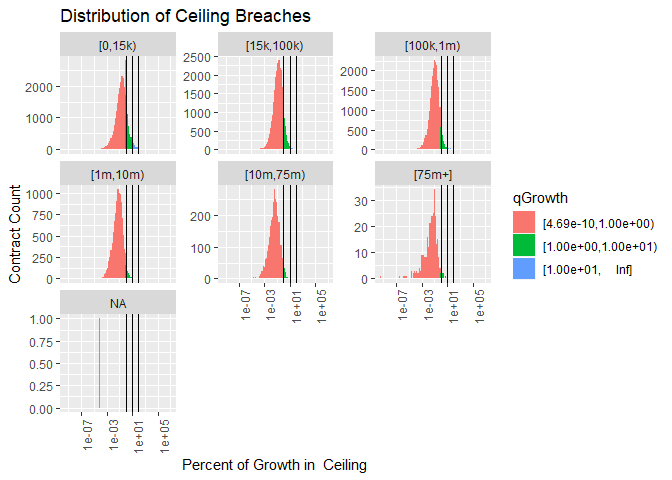 Distribution of Ceiling Breaches
[0,15k)
[15k,100k)
[100k,1m)
2000
1000
0
2500
2000
1500
1000
500
0
2000
1500
1000
500
0
[1m,10m)
[10m,75m)
[75m+]
1000
750
500
250
0
200
100
0
30
20
10
0
NA
1.00
0.75
0.50
0.25
0.00
1e-07
1e-03
1e+01
1e+05
1e-07
1e-03
1e+01
1e+05
1e-07
1e-03
1e+01
1e+05
Contract Count
Percent of Growth in  Ceiling
qGrowth
[4.69e-10,1.00e+00)
[1.00e+00,1.00e+01)
[1.00e+01,    Inf]